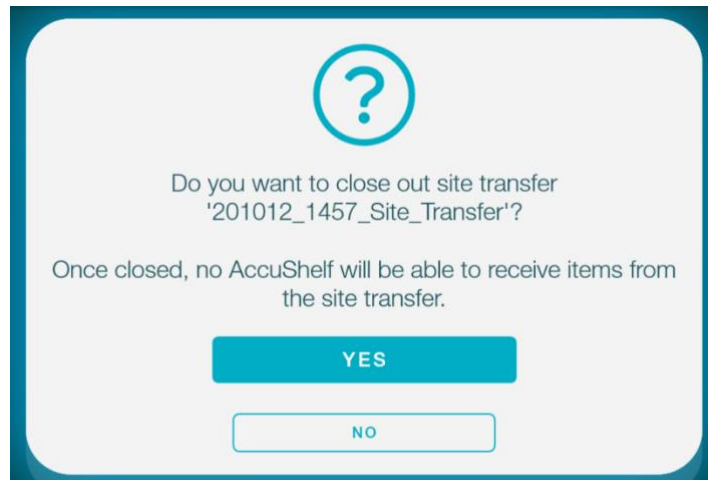 ?
Do you want to close out site transfer
'201012_1457_Site_Transfer'?
Once closed, no AccuShelf will be able to receive items from
the site transfer.
YES
NO